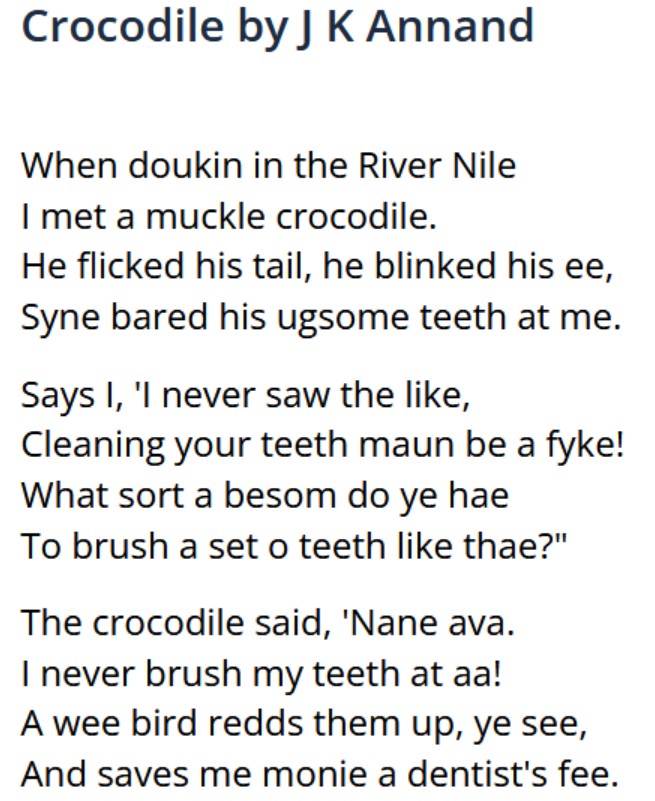 Crocodile by J K Annand
When doukin in the River Nile
I met a muckle crocodile.
He flicked his tail, he blinked his ee,
Syne bared his ugsome teeth at me.
Says I, 'I never saw the like,
Cleaning your teeth maun be a fyke!
What sort a besom do ye hae
To brush a set o teeth like thae?"
The crocodile said, 'Nane ava.
I never brush my teeth at aa!
A wee bird redds them up, ye see,
And saves me monie a dentist's fee.